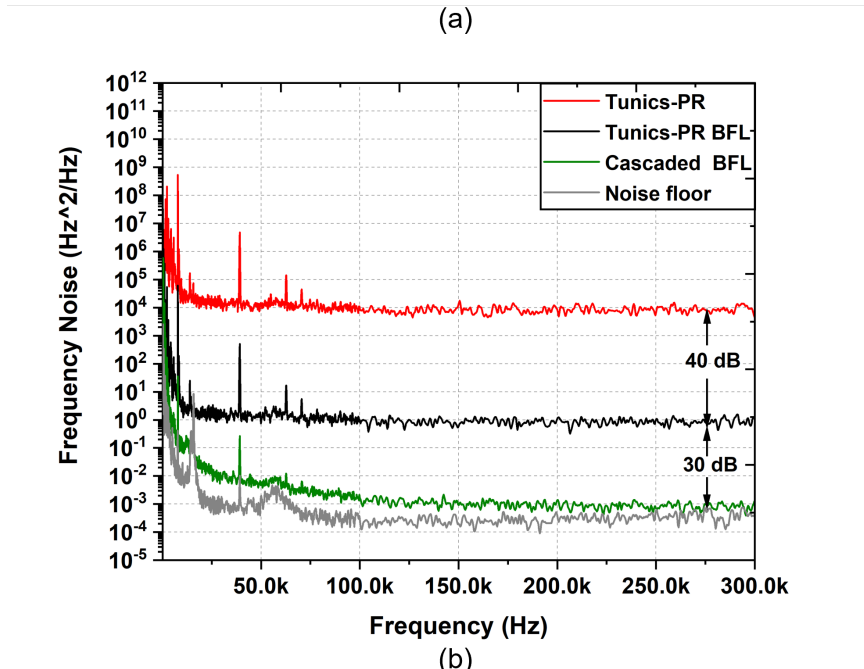 (a)
10^12
10^11
10^10
10^9
10^8
10^7
10^6
10^5
10^4
10^3
10^2
10^1
10^0
10^-1
10^-2
10^-3
10^-4
10^-5
Frequency Noise (Hz^2/Hz)
Tunics-PR
Tunics-PR BFL
Cascaded BFL
Noise floor
40 dB
30 dB
50.0k 100.0k 150.0k 200.0k 250.0k 300.0k
Frequency (Hz)
(b)